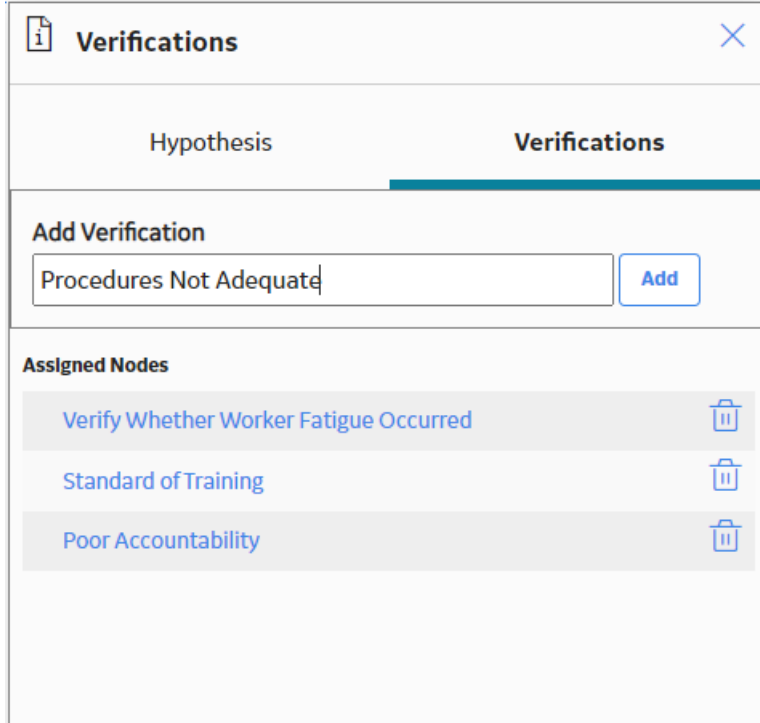 Verifications
Hypothesis
Verifications
Add Verification
Procedures Not Adequate
Add
Assigned Nodes
Verify Whether Worker Fatigue Occurred
Standard of Training
Poor Accountability